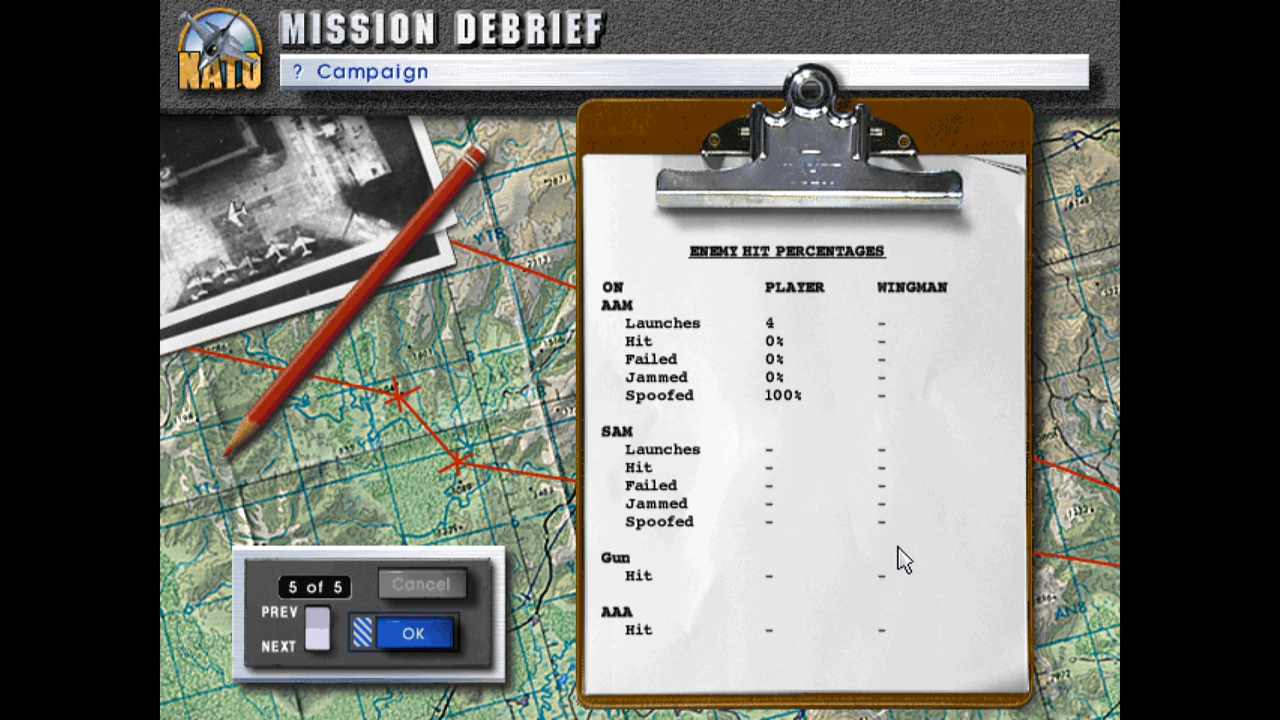 MISSION DEBRIEF
NATO
? Campaign
ENEMY HIT PERCENTAGES
ON PLAYER WINGMAN
AAM
Launches 4 -
Hit 0% -
Failed 0% -
Jammed 0% -
Spoofed 100% -
SAM
Launches - -
Hit - -
Failed - -
Jammed - -
Spoofed - -
Gun
Hit - -
AAA
Hit - -
5 of 5
Cancel
PREV
NEXT
OK